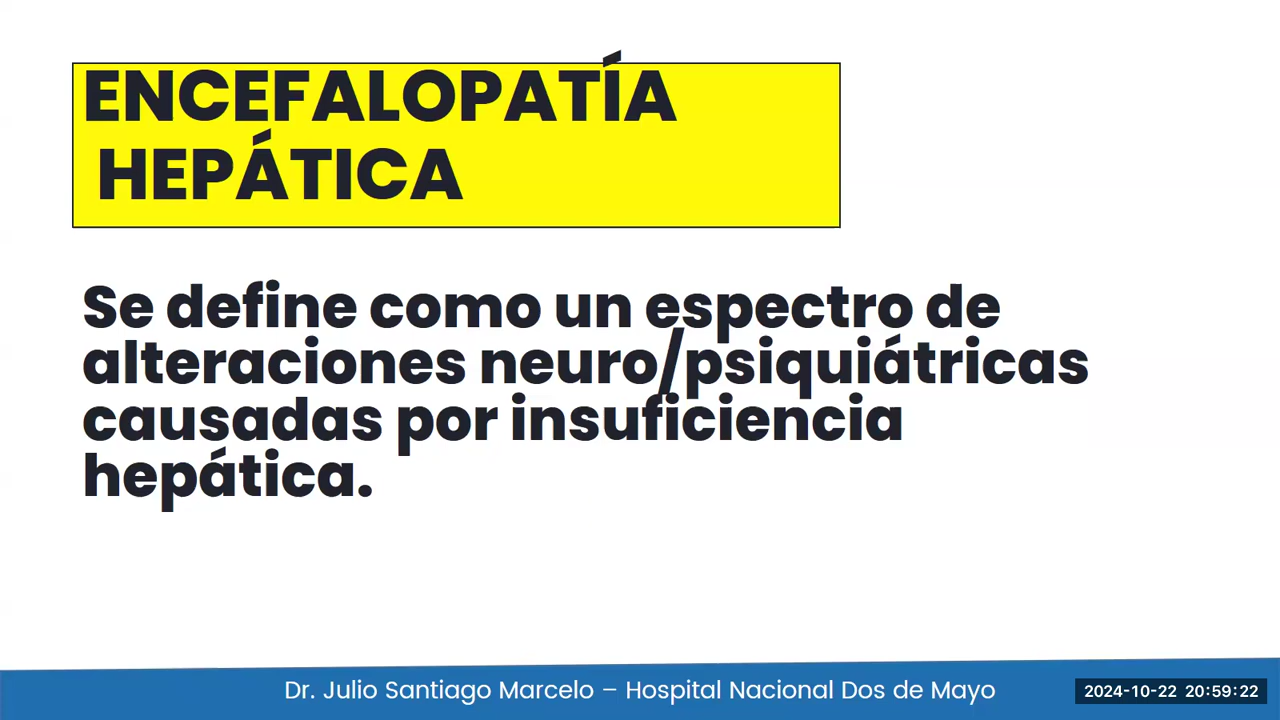 ENCEFALOPATÍA
HEPÁTICA
Se define como un espectro de
alteraciones neuro/psiquiátricas
causadas por insuficiencia
hepática.
Dr. Julio Santiago Marcelo – Hospital Nacional Dos de Mayo
2024-10-22 20:59:22